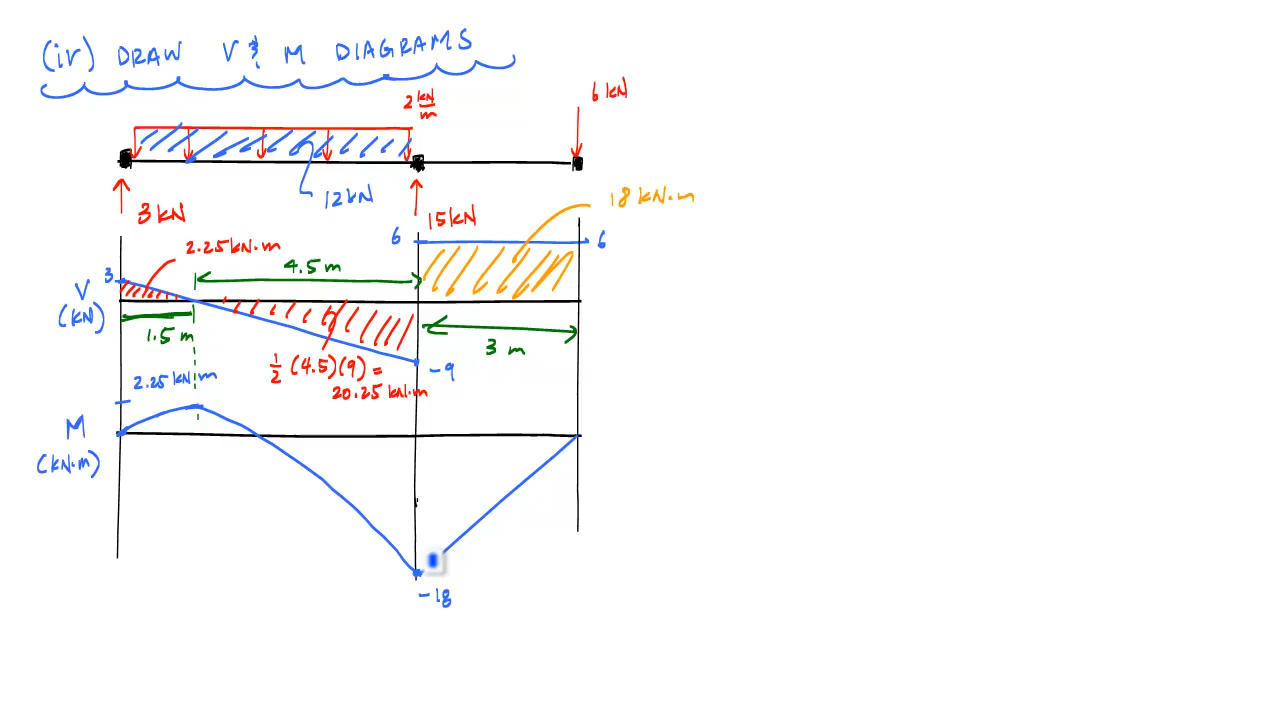 (iv) DRAW V & M DIAGRAMS
2 kN/m
6 kN
12 kN
3 kN
15 kN
18 kN·m
2.25 kN·m
6
6
4.5 m
3
V
(kN)
1.5 m
3 m
1/2 (4.5)(9) =
20.25 kN·m
-9
2.25 kN·m
M
(kN·m)
-18